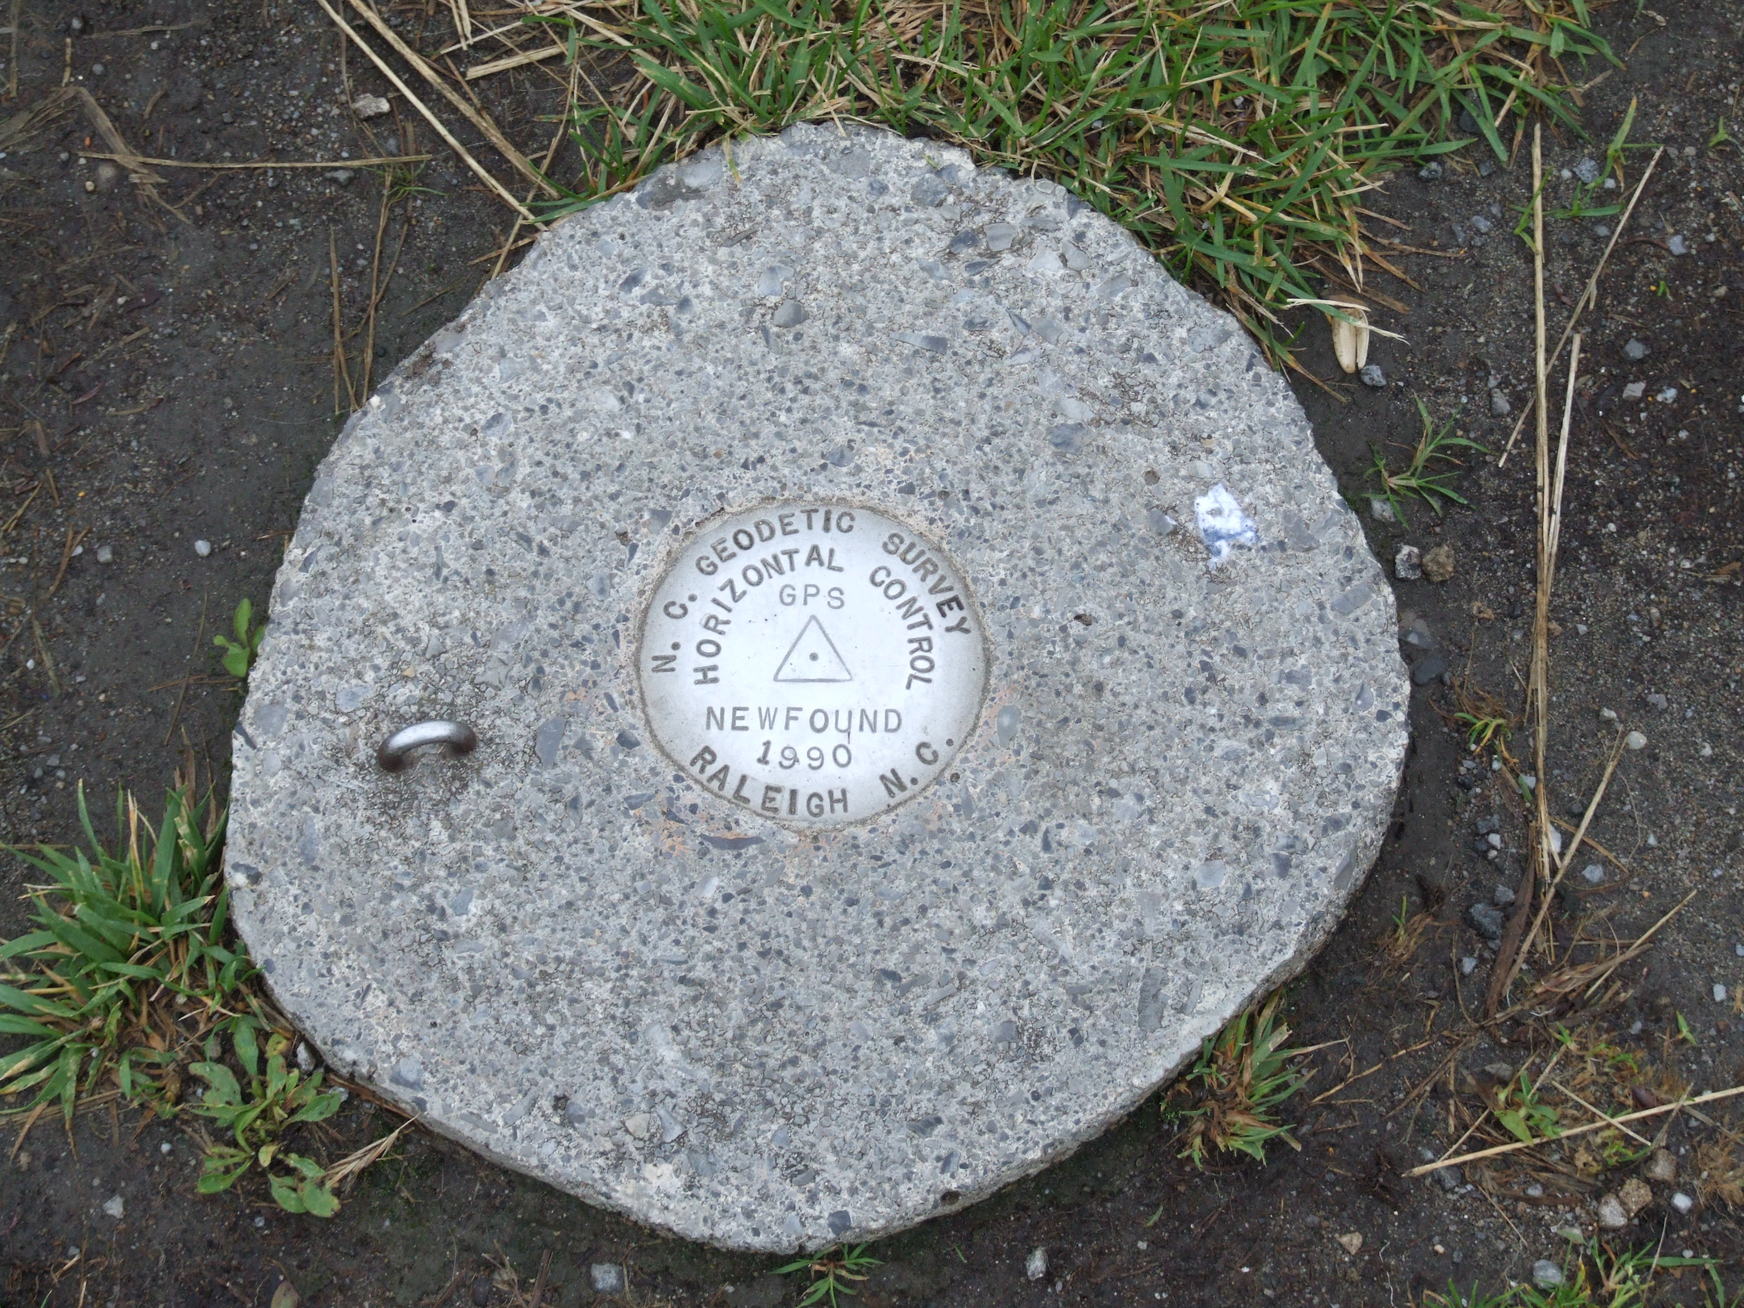 N. C. GEODETIC SURVEY
HORIZONTAL CONTROL
GPS
NEWFOUND
1990
RALEIGH N. C.